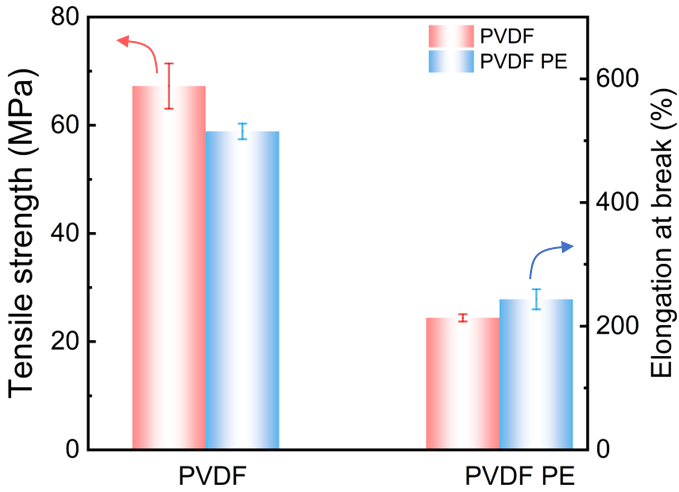 80
60
40
20
0
Tensile strength (MPa)
PVDF
PVDF PE
600
400
200
0
Elongation at break (%)
PVDF
PVDF PE